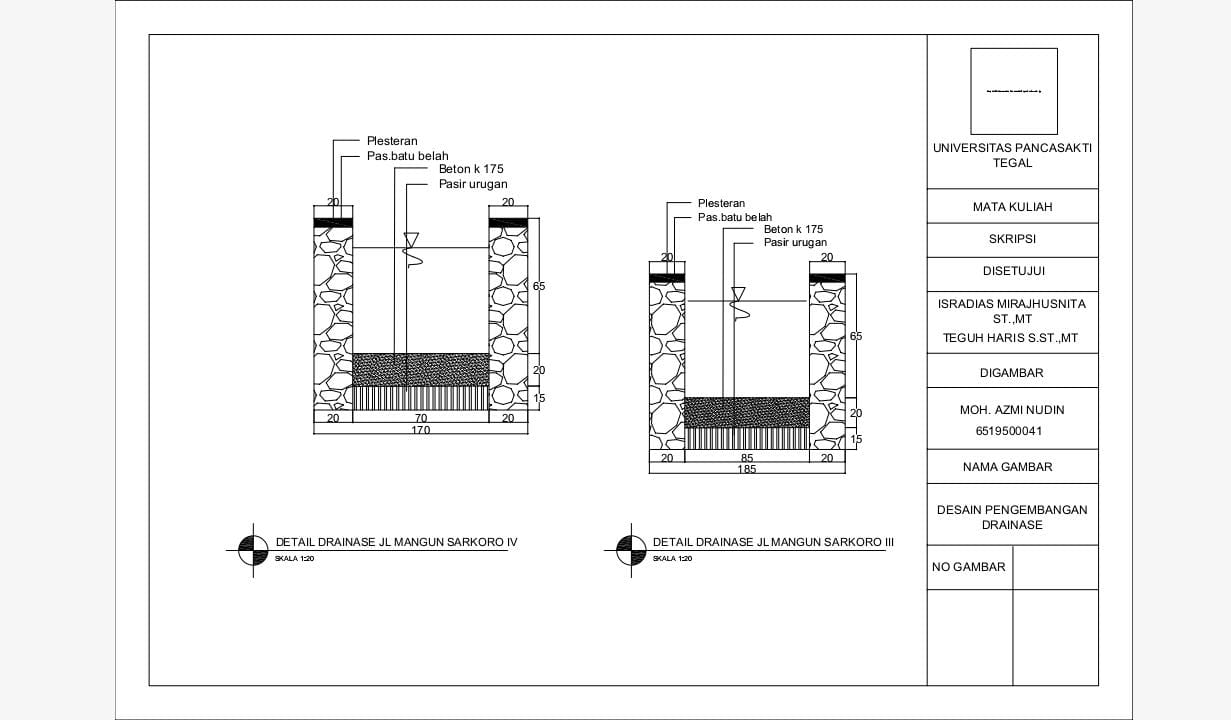 Plesteran
Pas.batu belah
Beton k 175
Pasir urugan
20
20
65
20
15
20
70
20
170
DETAIL DRAINASE JL MANGUN SARKORO IV
SKALA 1:20
Plesteran
Pas.batu belah
Beton k 175
Pasir urugan
20
20
65
20
15
20
85
20
185
DETAIL DRAINASE JL MANGUN SARKORO III
SKALA 1:20
UNIVERSITAS PANCASAKTI
TEGAL
MATA KULIAH
SKRIPSI
DISETUJUI
ISRADIAS MIRAJHUSNITA
ST.,MT
TEGUH HARIS S.ST.,MT
DIGAMBAR
MOH. AZMI NUDIN
6519500041
NAMA GAMBAR
DESAIN PENGEMBANGAN
DRAINASE
NO GAMBAR